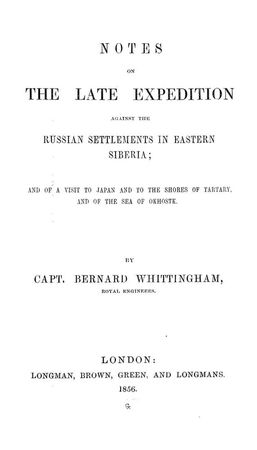 NOTES
ON
THE LATE EXPEDITION
AGAINST THE
RUSSIAN SETTLEMENTS IN EASTERN
SIBERIA;
AND OF A VISIT TO JAPAN AND TO THE SHORES OF TARTARY,
AND OF THE SEA OF OKHOSTK.
BY
CAPT. BERNARD WHITTINGHAM,
ROYAL ENGINEERS.
LONDON:
LONGMAN, BROWN, GREEN, AND LONGMANS.
1856.
G